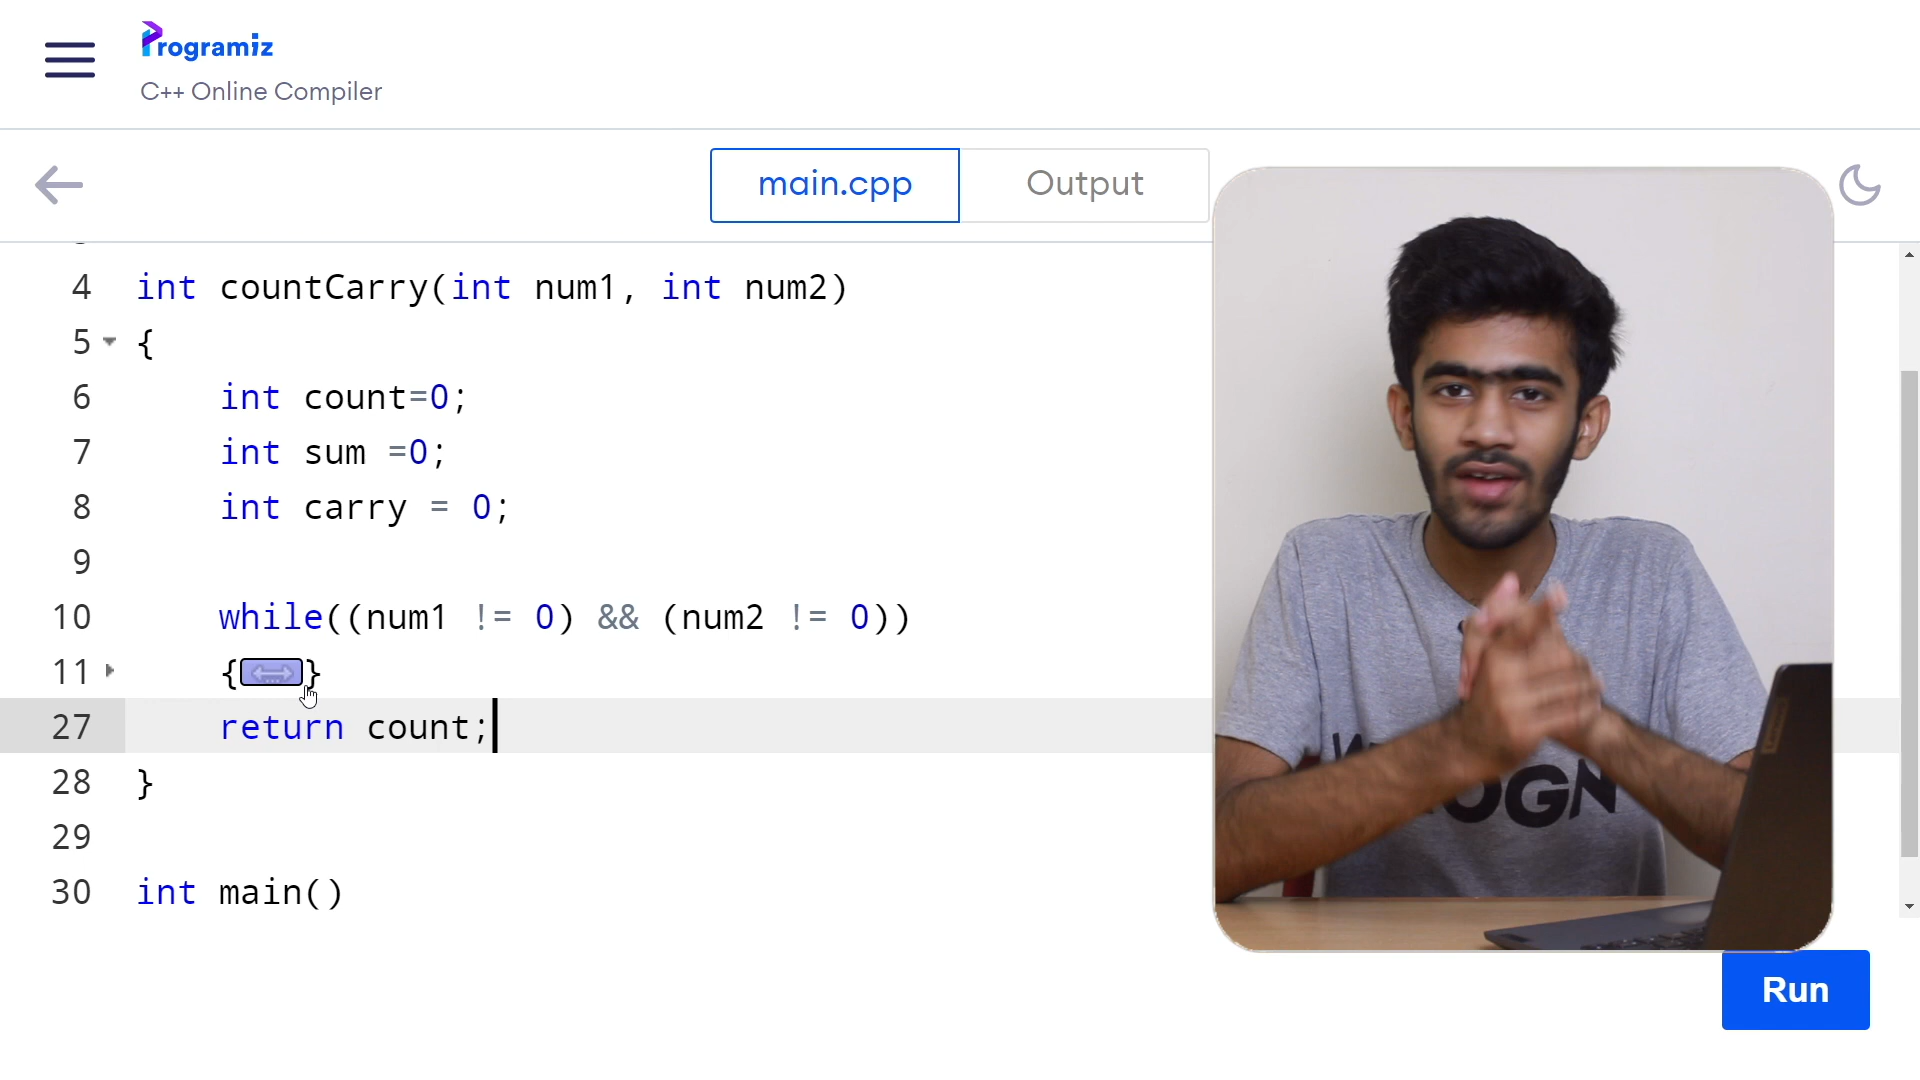 Programiz
C++ Online Compiler
main.cpp
Output
4 int countCarry(int num1, int num2)
5 {
6 int count=0;
7 int sum =0;
8 int carry = 0;
9
10 while((num1 != 0) && (num2 != 0))
11 {}
27 return count;
28 }
29
30 int main()
Run